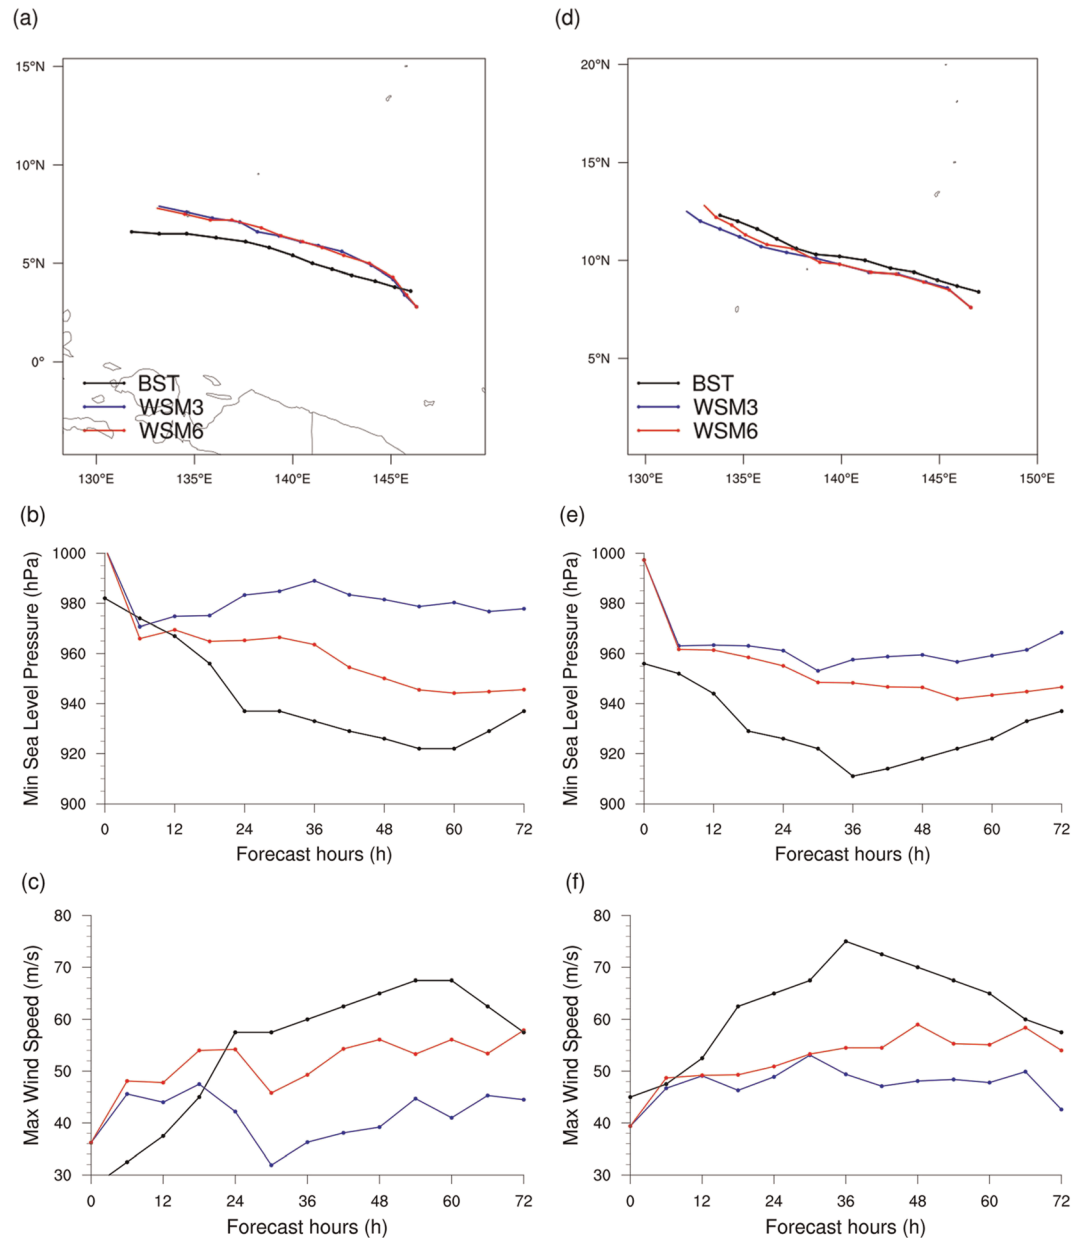 (a)
15°N
10°N
5°N
0°
BST
WSM3
WSM6
130°E 135°E 140°E 145°E
(d)
20°N
15°N
10°N
5°N
BST
WSM3
WSM6
130°E 135°E 140°E 145°E 150°E
(b)
Min Sea Level Pressure (hPa)
1000
980
960
940
920
900
0 12 24 36 48 60 72
Forecast hours (h)
(e)
Min Sea Level Pressure (hPa)
1000
980
960
940
920
900
0 12 24 36 48 60 72
Forecast hours (h)
(c)
Max Wind Speed (m/s)
80
70
60
50
40
30
0 12 24 36 48 60 72
Forecast hours (h)
(f)
Max Wind Speed (m/s)
80
70
60
50
40
30
0 12 24 36 48 60 72
Forecast hours (h)